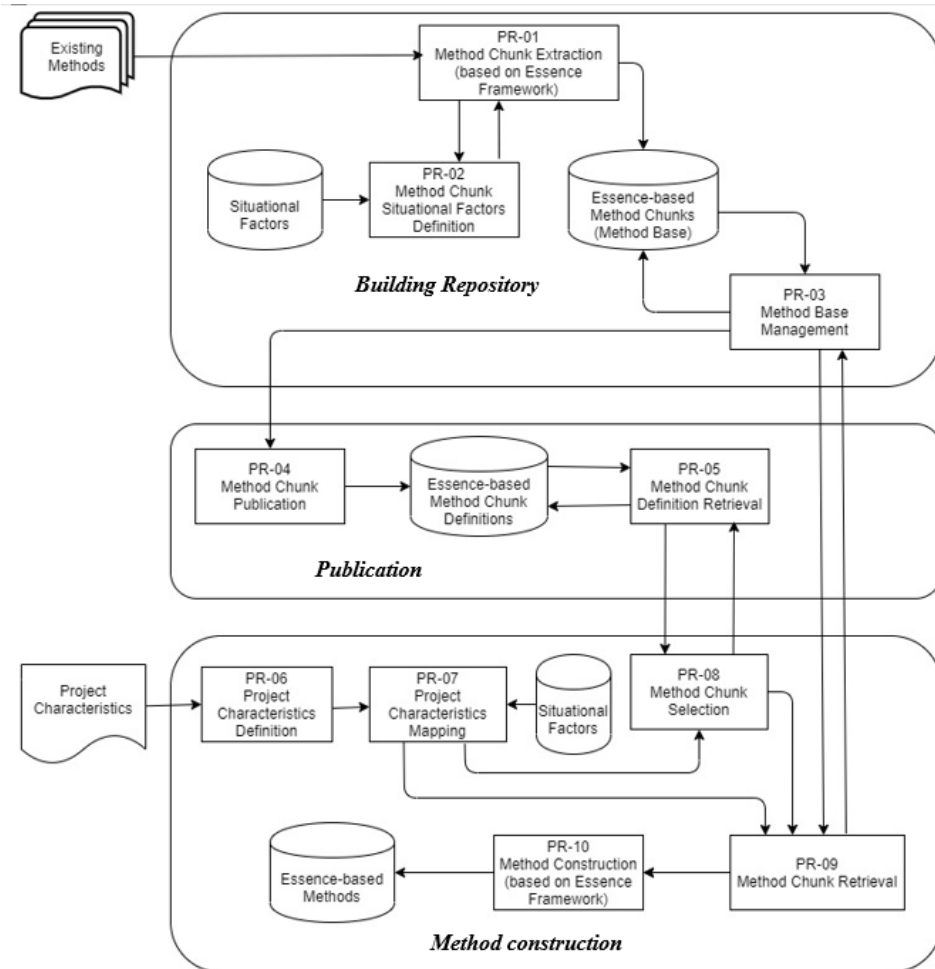 Existing
Methods
PR-01
Method Chunk Extraction
(based on Essence
Framework)
Situational
Factors
PR-02
Method Chunk
Situational Factors
Definition
Essence-based
Method Chunks
(Method Base)
Building Repository
PR-03
Method Base
Management
PR-04
Method Chunk
Publication
Essence-based
Method Chunk
Definitions
PR-05
Method Chunk
Definition Retrieval
Publication
Project
Characteristics
PR-06
Project
Characteristics
Definition
PR-07
Project
Characteristics
Mapping
Situational
Factors
PR-08
Method Chunk
Selection
Essence-based
Methods
PR-10
Method Construction
(based on Essence
Framework)
PR-09
Method Chunk Retrieval
Method construction